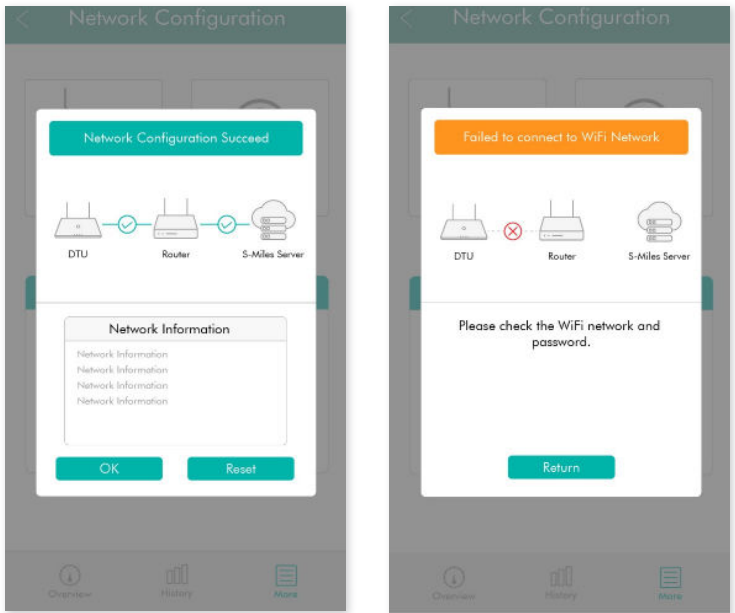 Network Configuration
Network Configuration Succeed
DTU
Router
S-Miles Server
Network Information
Network Information
Network Information
Network Information
Network Information
OK
Reset
Overview
History
More
Network Configuration
Failed to connect to WiFi Network
DTU
Router
S-Miles Server
Please check the WiFi network and
password.
Return
Overview
History
More